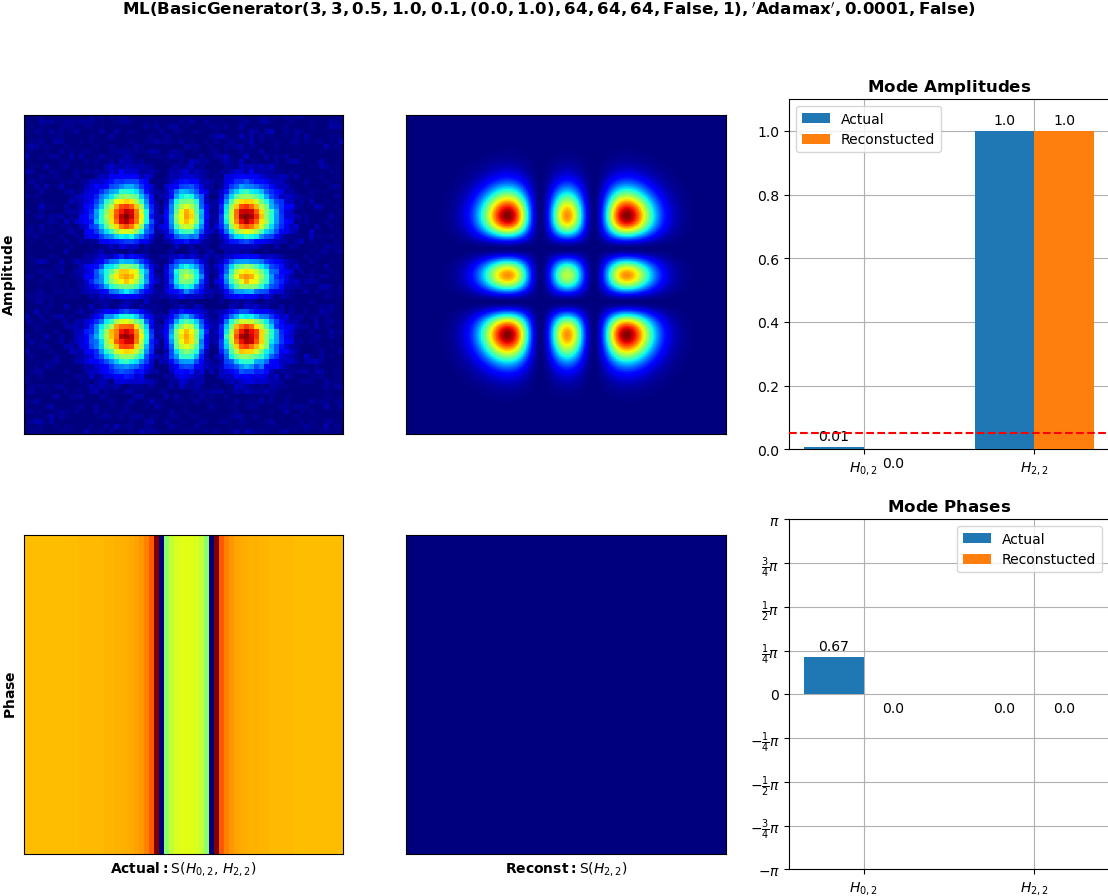 ML(BasicGenerator(3, 3, 0.5, 1.0, 0.1, (0.0, 1.0), 64, 64, 64, False, 1), 'Adamax', 0.0001, False)
Amplitude
Mode Amplitudes
Actual
Reconstucted
1.0
0.8
0.6
0.4
0.2
0.0
0.01
0.0
1.0
1.0
H0, 2
H2, 2
Phase
Actual: S(H0, 2, H2, 2)
Reconst: S(H2, 2)
Mode Phases
Actual
Reconstucted
π
3/4π
1/2π
1/4π
0
−1/4π
−1/2π
−3/4π
−π
0.67
0.0
0.0
0.0
H0, 2
H2, 2